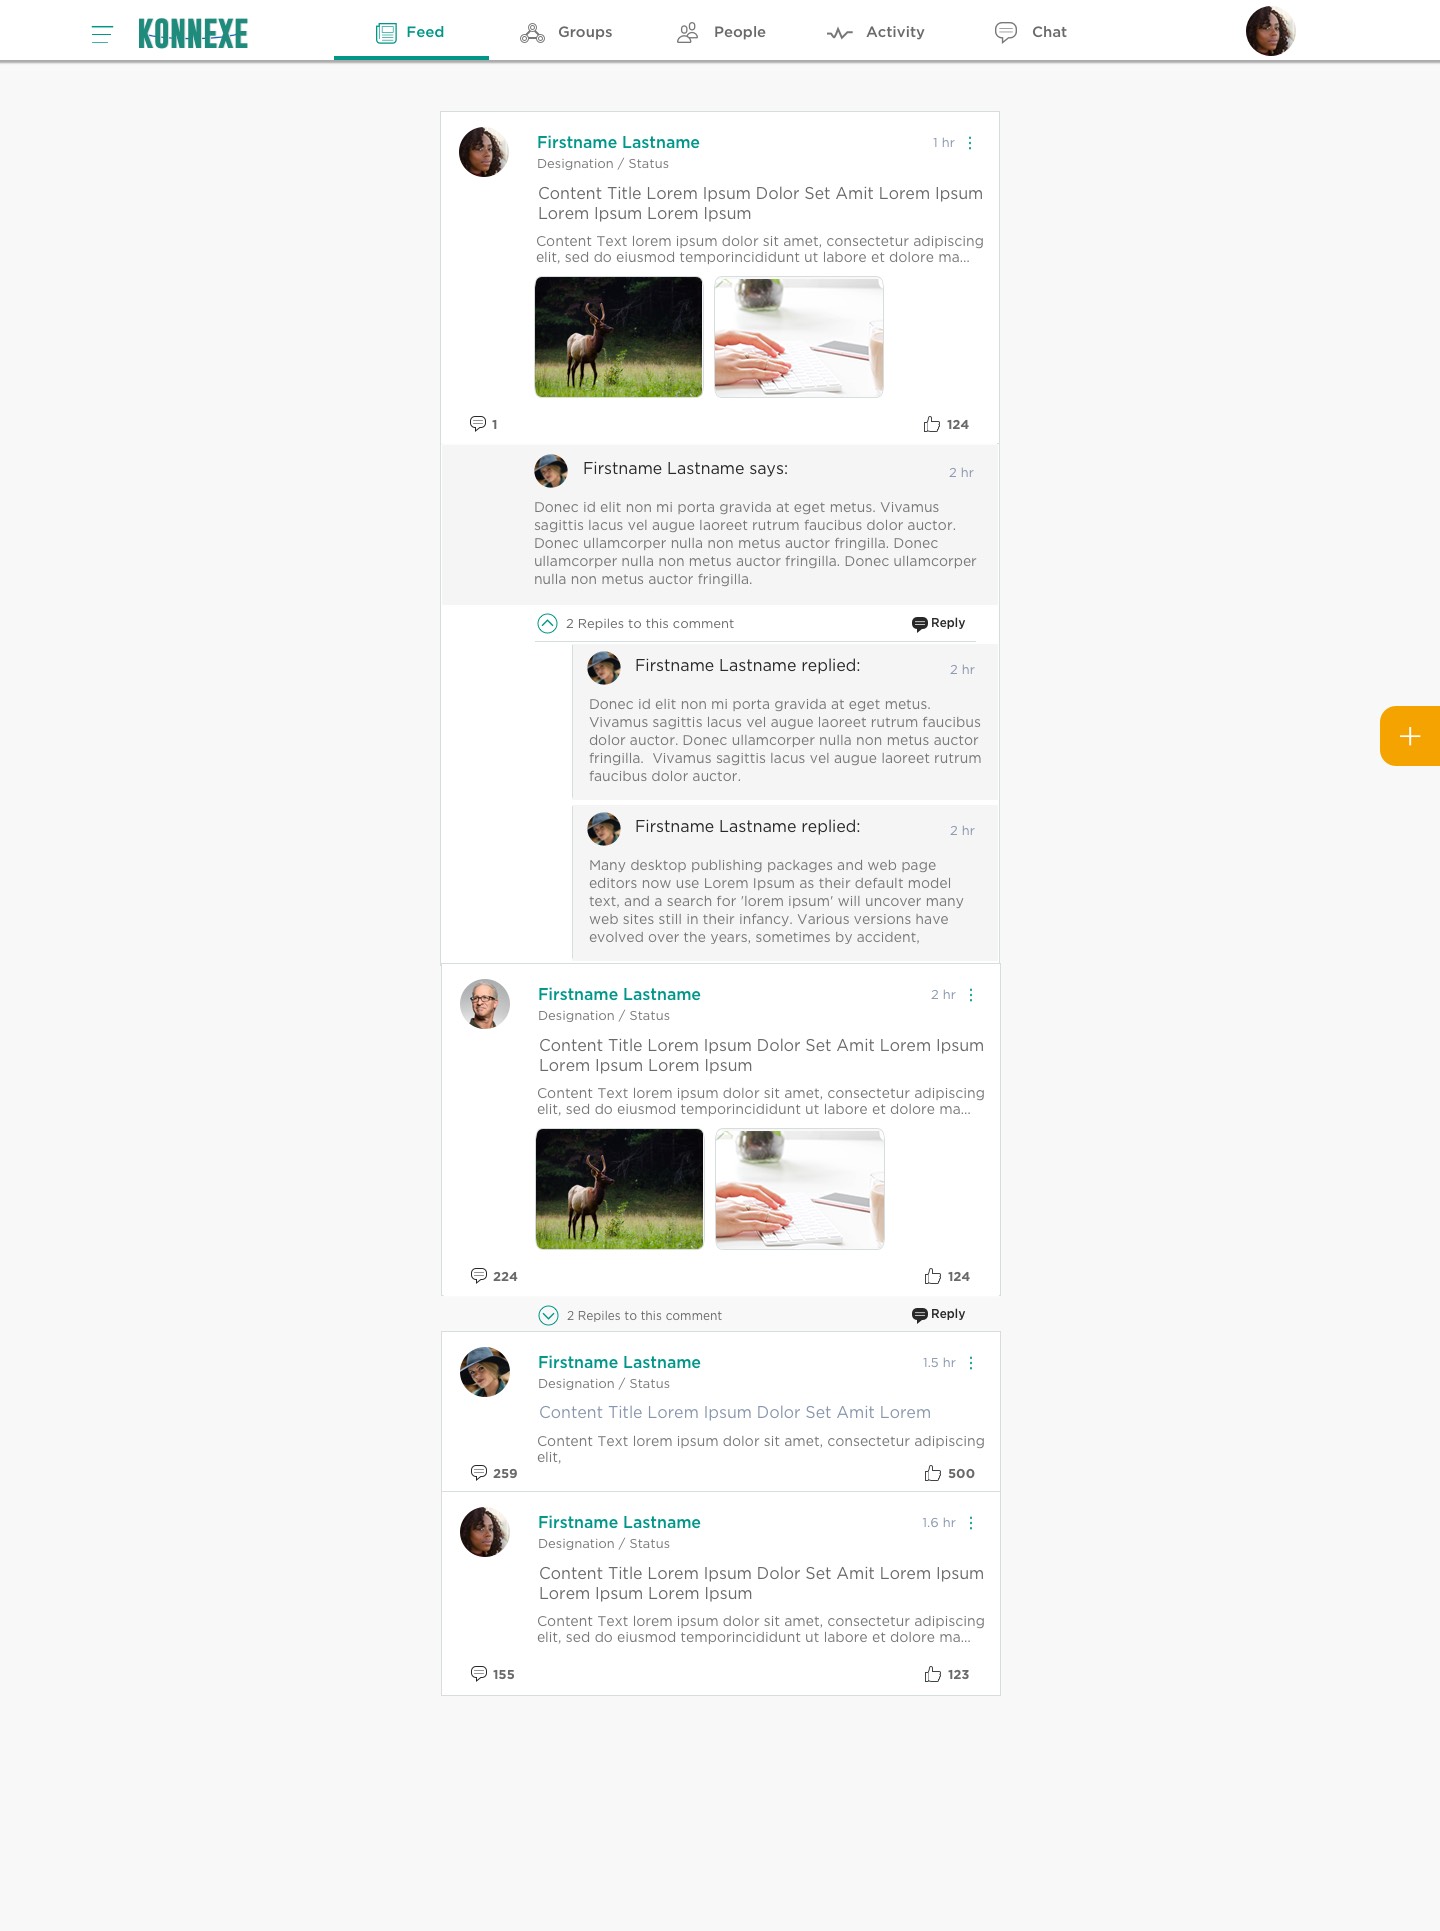 KONNEXE
Feed
Groups
People
Activity
Chat
Firstname Lastname
1 hr
Designation / Status
Content Title Lorem Ipsum Dolor Set Amit Lorem Ipsum
Lorem Ipsum Lorem Ipsum
Content Text lorem ipsum dolor sit amet, consectetur adipiscing
elit, sed do eiusmod temporincididunt ut labore et dolore ma...
1
124
Firstname Lastname says:
2 hr
Donec id elit non mi porta gravida at eget metus. Vivamus
sagittis lacus vel augue laoreet rutrum faucibus dolor auctor.
Donec ullamcorper nulla non metus auctor fringilla. Donec
ullamcorper nulla non metus auctor fringilla. Donec ullamcorper
nulla non metus auctor fringilla.
2 Repiles to this comment
Reply
Firstname Lastname replied:
2 hr
Donec id elit non mi porta gravida at eget metus.
Vivamus sagittis lacus vel augue laoreet rutrum faucibus
dolor auctor. Donec ullamcorper nulla non metus auctor
fringilla.  Vivamus sagittis lacus vel augue laoreet rutrum
faucibus dolor auctor.
Firstname Lastname replied:
2 hr
Many desktop publishing packages and web page
editors now use Lorem Ipsum as their default model
text, and a search for 'lorem ipsum' will uncover many
web sites still in their infancy. Various versions have
evolved over the years, sometimes by accident,
Firstname Lastname
2 hr
Designation / Status
Content Title Lorem Ipsum Dolor Set Amit Lorem Ipsum
Lorem Ipsum Lorem Ipsum
Content Text lorem ipsum dolor sit amet, consectetur adipiscing
elit, sed do eiusmod temporincididunt ut labore et dolore ma...
224
124
2 Repiles to this comment
Reply
Firstname Lastname
1.5 hr
Designation / Status
Content Title Lorem Ipsum Dolor Set Amit Lorem
Content Text lorem ipsum dolor sit amet, consectetur adipiscing
elit,
259
500
Firstname Lastname
1.6 hr
Designation / Status
Content Title Lorem Ipsum Dolor Set Amit Lorem Ipsum
Lorem Ipsum Lorem Ipsum
Content Text lorem ipsum dolor sit amet, consectetur adipiscing
elit, sed do eiusmod temporincididunt ut labore et dolore ma...
155
123